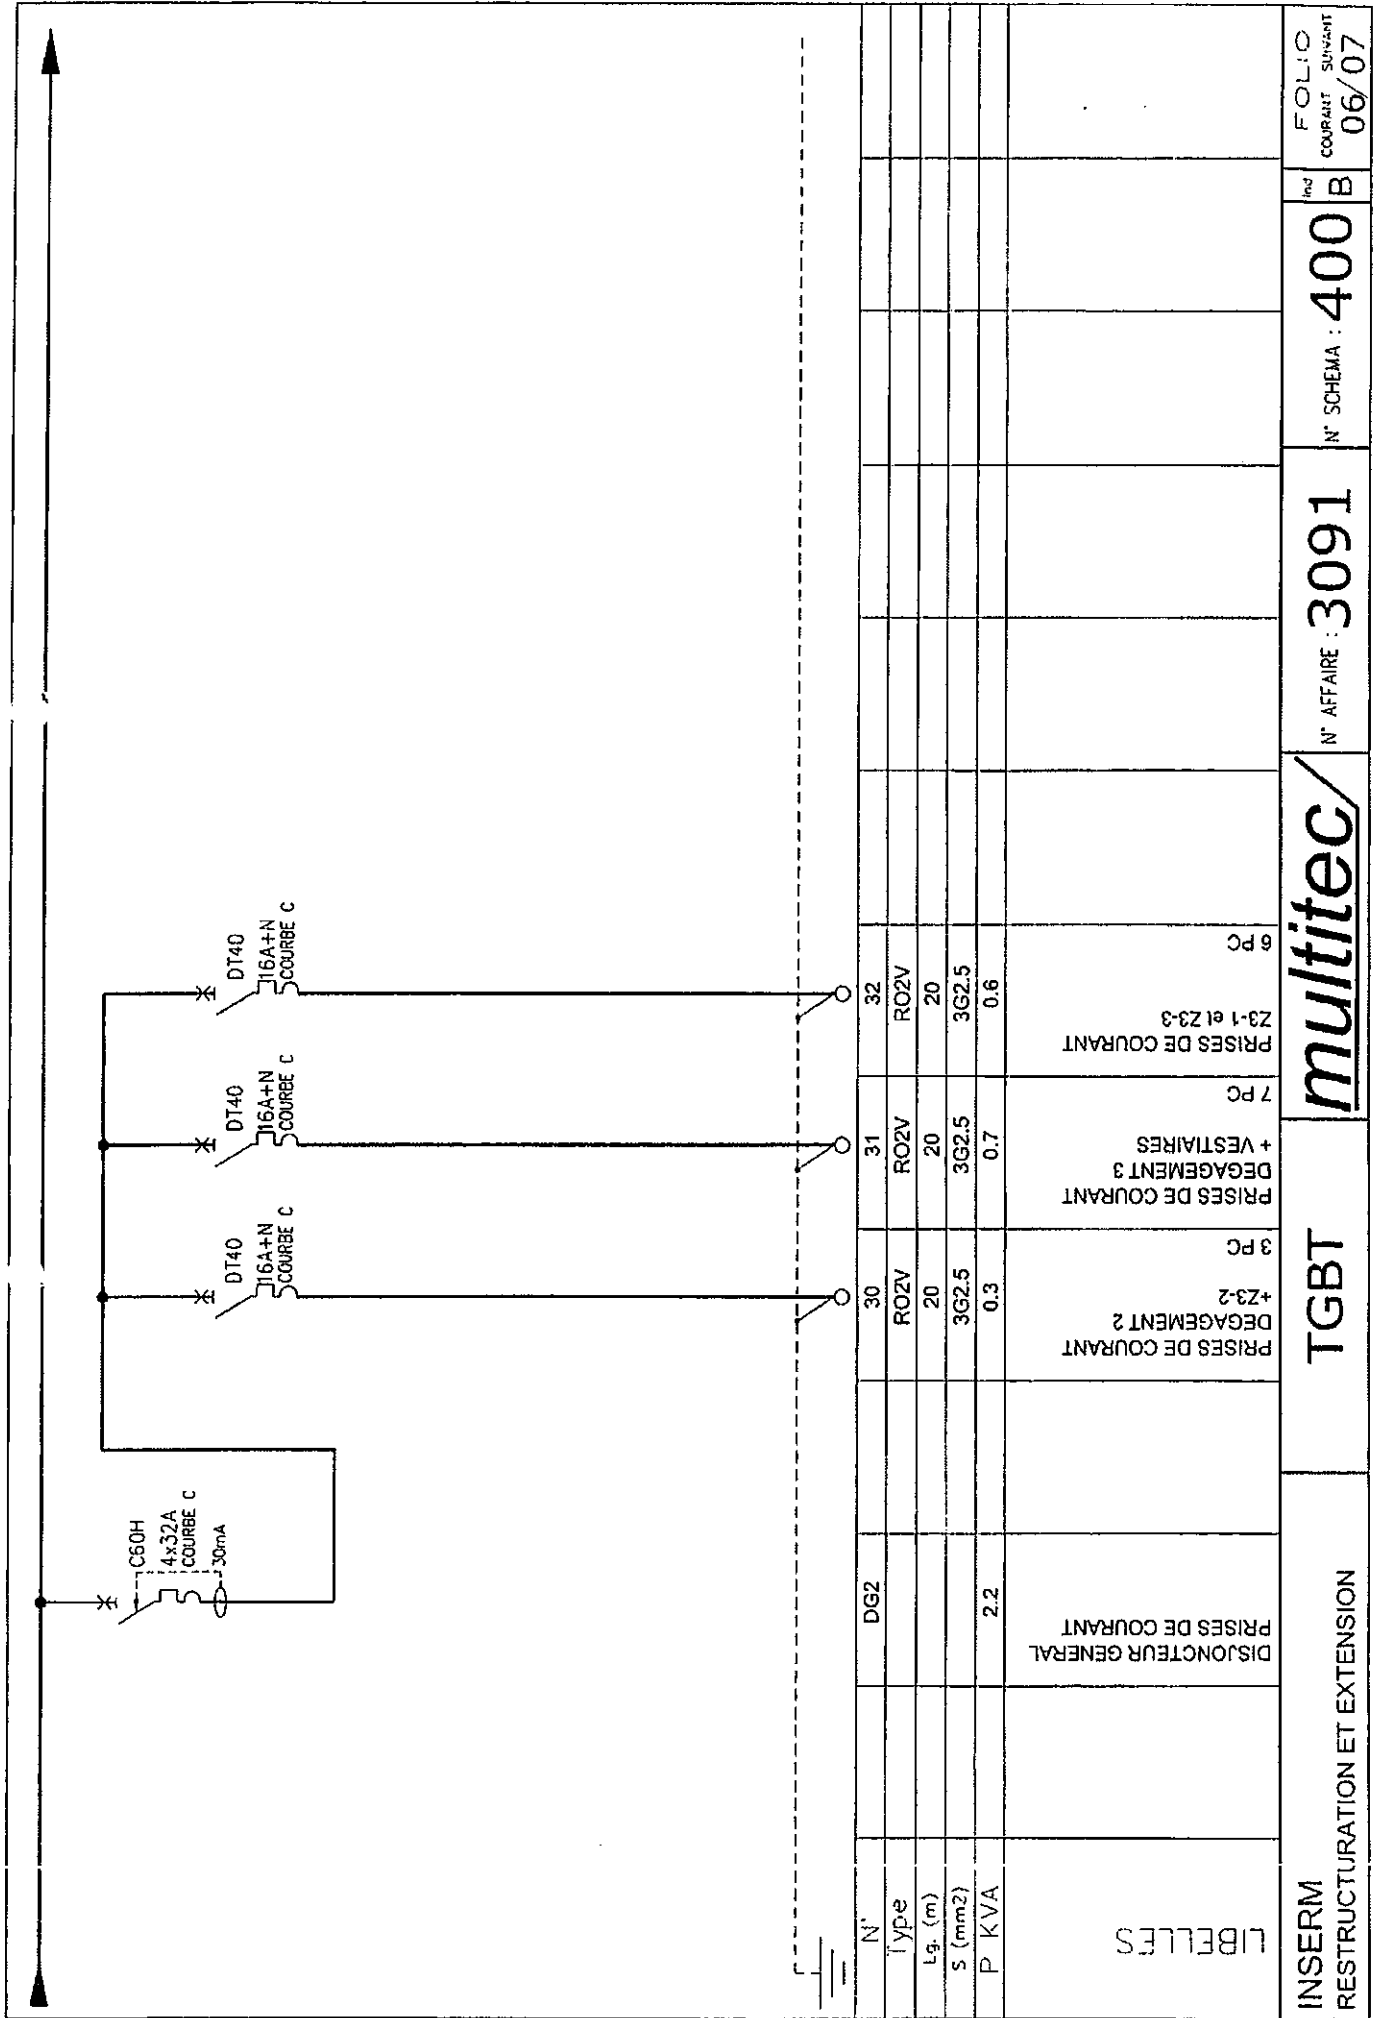 C60H
4x32A
COURBE C
30mA
DT40
16A+N
COURBE C
DT40
16A+N
COURBE C
DT40
16A+N
COURBE C
N° DG2 30 31 32
Type RO2V RO2V RO2V
Lg. (m) 20 20 20
S (mm2) 3G2.5 3G2.5 3G2.5
P KVA 2.2 0.3 0.7 0.6
LIBELLES
DISJONCTEUR GENERAL
PRISES DE COURANT
PRISES DE COURANT
DEGAGEMENT 2
+Z3-2
3 PC
PRISES DE COURANT
DEGAGEMENT 3
+ VESTIAIRES
7 PC
PRISES DE COURANT
Z3-1 et Z3-3
6 PC
INSERM
RESTRUCTURATION ET EXTENSION
TGBT
multitec/
N° AFFAIRE : 3091
N° SCHEMA : 400
Ind
B
FOLIO
COURANT SUIVANT
06/07